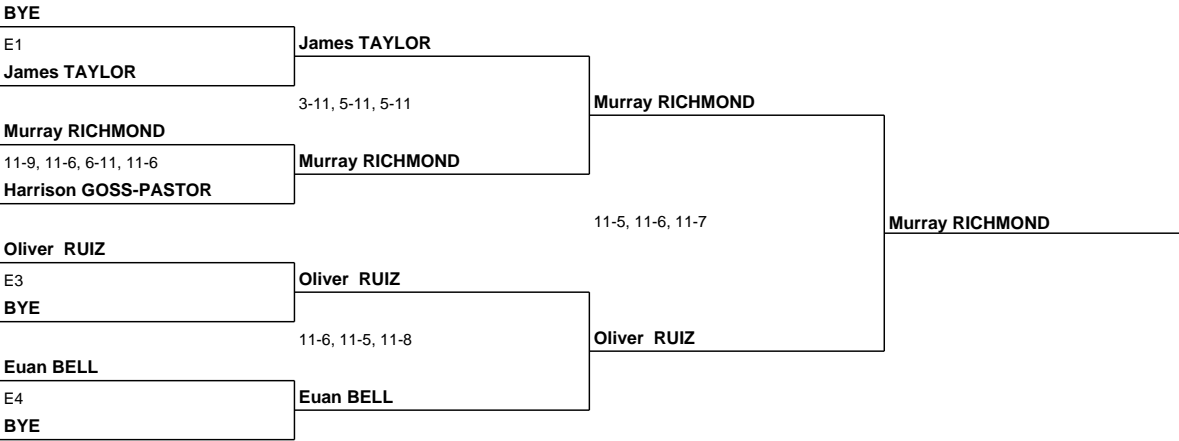 BYE
E1
James TAYLOR
James TAYLOR
3-11, 5-11, 5-11
Murray RICHMOND
Murray RICHMOND
11-9, 11-6, 6-11, 11-6
Murray RICHMOND
Harrison GOSS-PASTOR
11-5, 11-6, 11-7
Murray RICHMOND
Oliver RUIZ
E3
Oliver RUIZ
BYE
11-6, 11-5, 11-8
Oliver RUIZ
Euan BELL
E4
Euan BELL
BYE